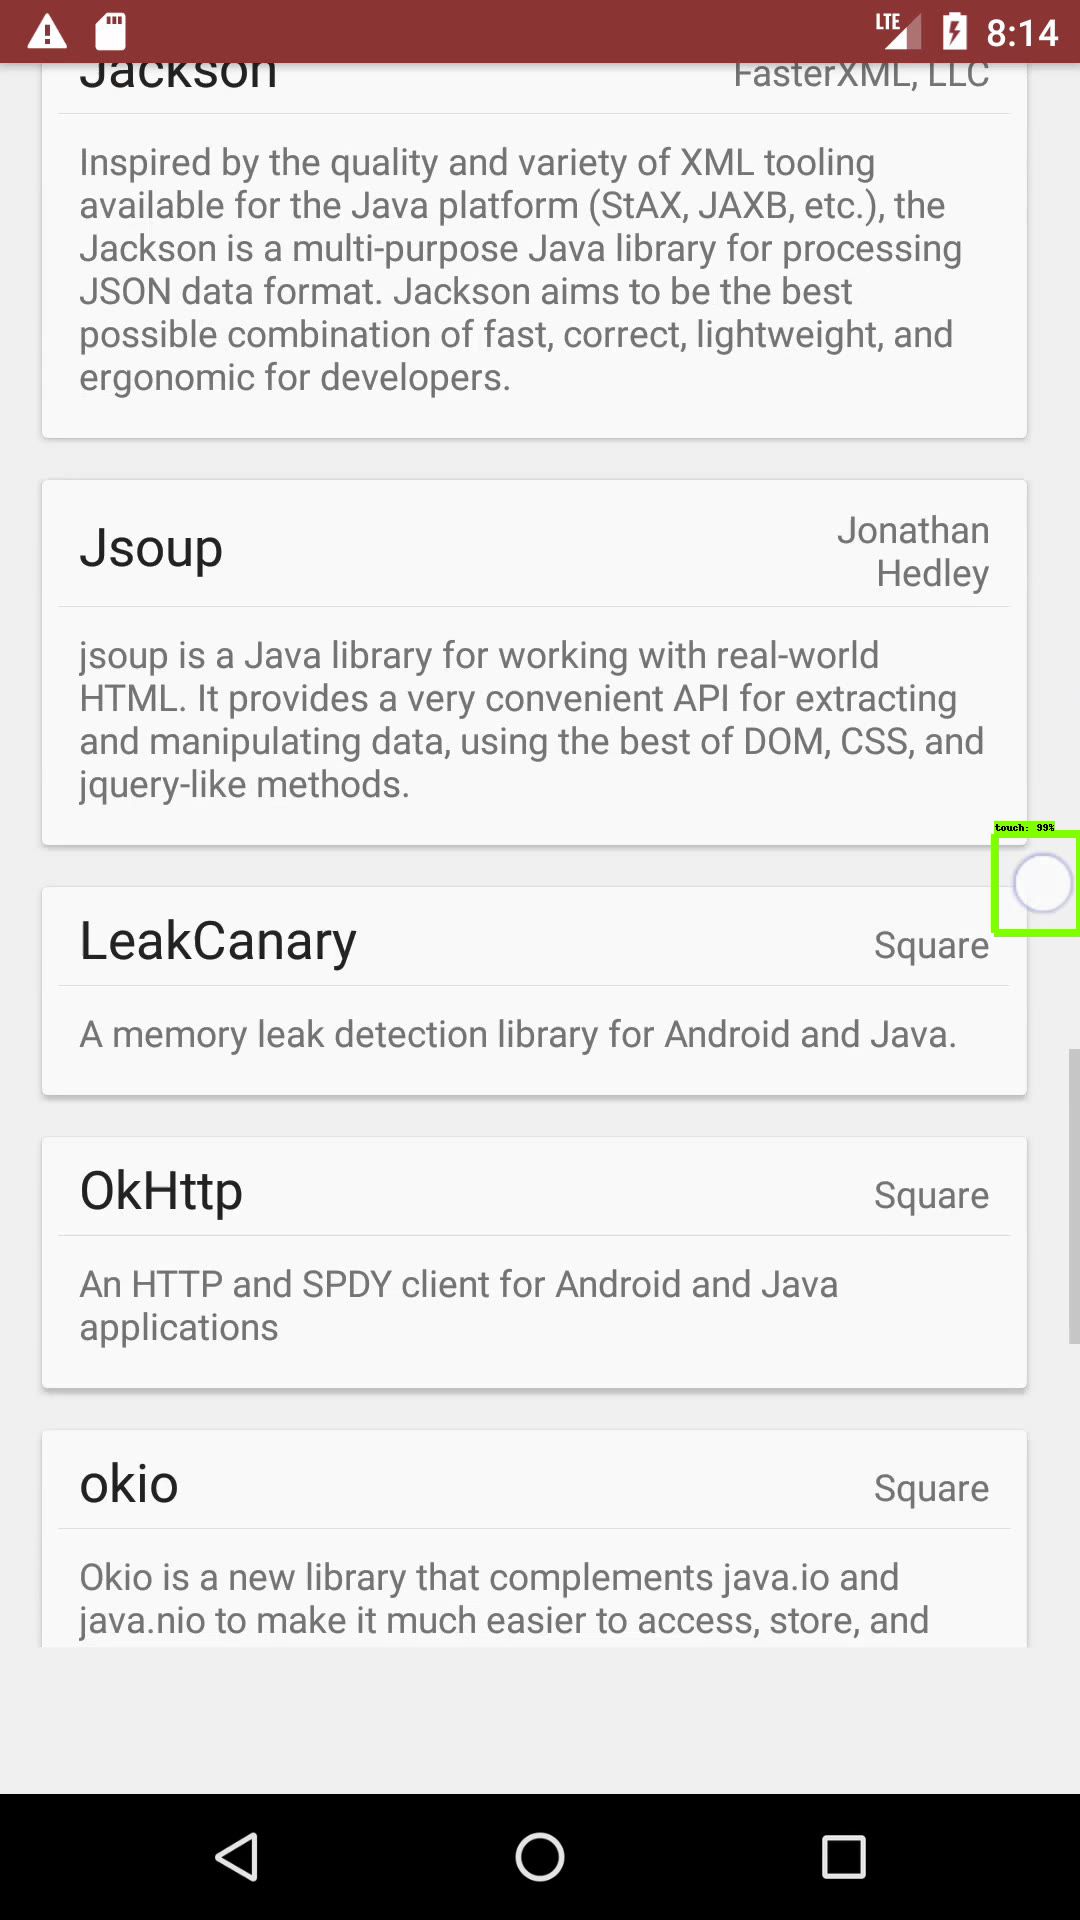 LTE 8:14
Jackson FasterXML, LLC
Inspired by the quality and variety of XML tooling
available for the Java platform (StAX, JAXB, etc.), the
Jackson is a multi-purpose Java library for processing
JSON data format. Jackson aims to be the best
possible combination of fast, correct, lightweight, and
ergonomic for developers.
Jsoup
Jonathan
Hedley
jsoup is a Java library for working with real-world
HTML. It provides a very convenient API for extracting
and manipulating data, using the best of DOM, CSS, and
jquery-like methods.
touch: 99%
LeakCanary Square
A memory leak detection library for Android and Java.
OkHttp Square
An HTTP and SPDY client for Android and Java
applications
okio Square
Okio is a new library that complements java.io and
java.nio to make it much easier to access, store, and